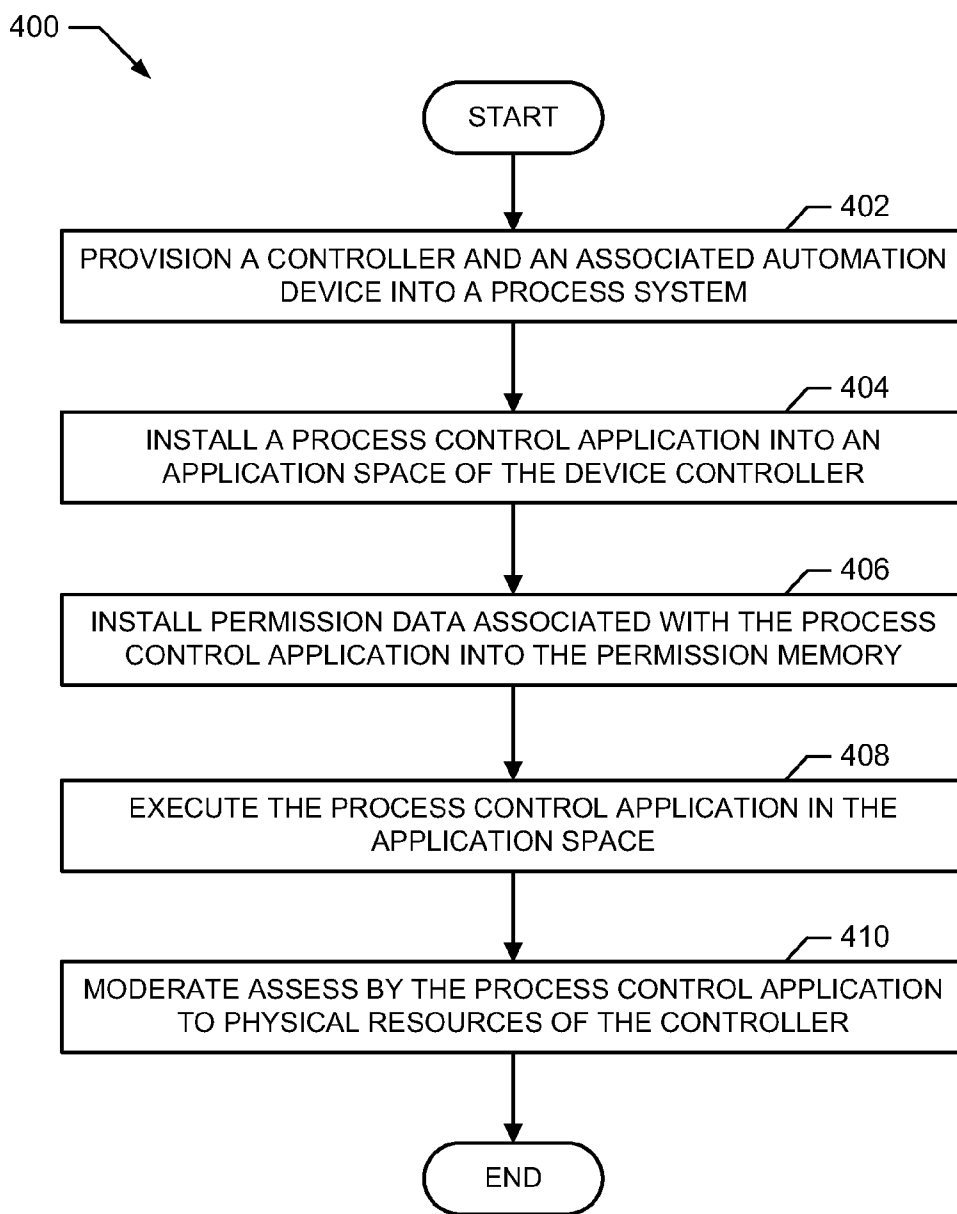 400
START
402
PROVISION A CONTROLLER AND AN ASSOCIATED AUTOMATION
DEVICE INTO A PROCESS SYSTEM
404
INSTALL A PROCESS CONTROL APPLICATION INTO AN
APPLICATION SPACE OF THE DEVICE CONTROLLER
406
INSTALL PERMISSION DATA ASSOCIATED WITH THE PROCESS
CONTROL APPLICATION INTO THE PERMISSION MEMORY
408
EXECUTE THE PROCESS CONTROL APPLICATION IN THE
APPLICATION SPACE
410
MODERATE ASSESS BY THE PROCESS CONTROL APPLICATION
TO PHYSICAL RESOURCES OF THE CONTROLLER
END